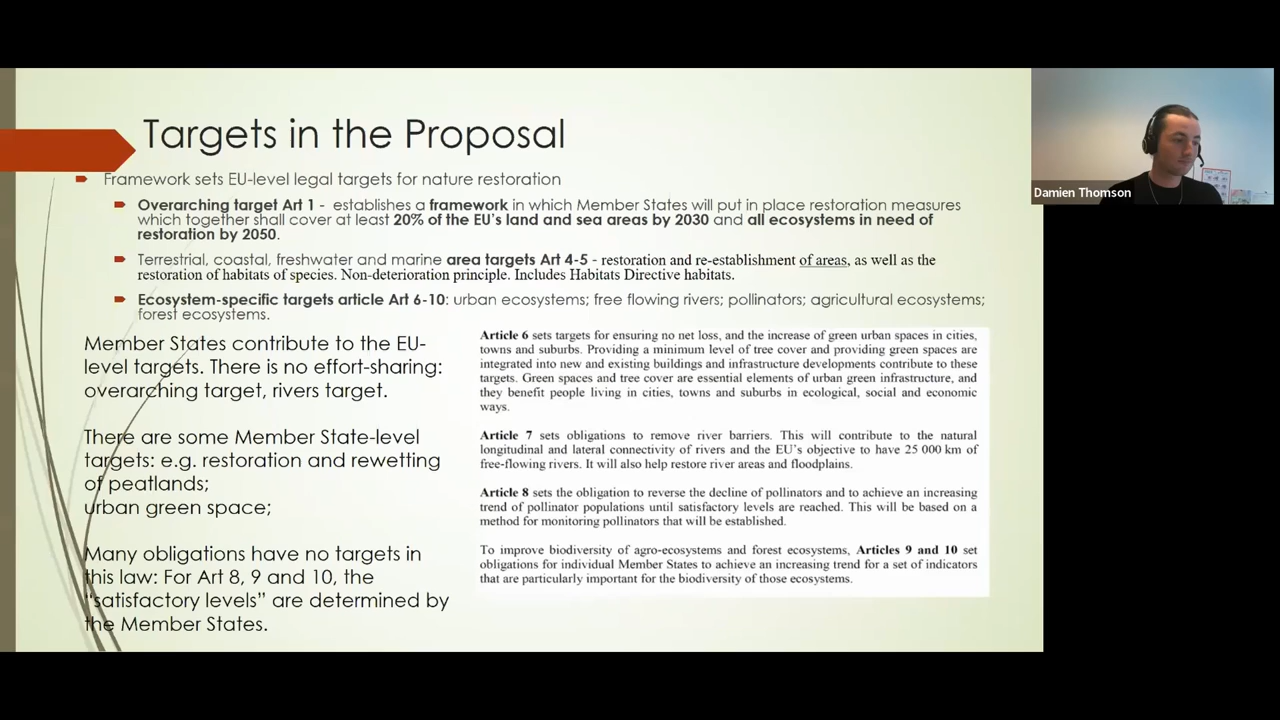 Targets in the Proposal
Framework sets EU-level legal targets for nature restoration
Overarching target Art 1 - establishes a framework in which Member States will put in place restoration measures
which together shall cover at least 20% of the EU's land and sea areas by 2030 and all ecosystems in need of
restoration by 2050.
Terrestrial, coastal, freshwater and marine area targets Art 4-5 - restoration and re-establishment of areas, as well as the
restoration of habitats of species. Non-deterioration principle. Includes Habitats Directive habitats.
Ecosystem-specific targets article Art 6-10: urban ecosystems; free flowing rivers; pollinators; agricultural ecosystems;
forest ecosystems.
Member States contribute to the EU-
level targets. There is no effort-sharing:
overarching target, rivers target.
There are some Member State-level
targets: e.g. restoration and rewetting
of peatlands;
urban green space;
Many obligations have no targets in
this law: For Art 8, 9 and 10, the
“satisfactory levels” are determined by
the Member States.
Article 6 sets targets for ensuring no net loss, and the increase of green urban spaces in cities,
towns and suburbs. Providing a minimum level of tree cover and providing green spaces are
integrated into new and existing buildings and infrastructure developments contribute to these
targets. Green spaces and tree cover are essential elements of urban green infrastructure, and
they benefit people living in cities, towns and suburbs in ecological, social and economic
ways.
Article 7 sets obligations to remove river barriers. This will contribute to the natural
longitudinal and lateral connectivity of rivers and the EU's objective to have 25 000 km of
free-flowing rivers. It will also help restore river areas and floodplains.
Article 8 sets the obligation to reverse the decline of pollinators and to achieve an increasing
trend of pollinator populations until satisfactory levels are reached. This will be based on a
method for monitoring pollinators that will be established.
To improve biodiversity of agro-ecosystems and forest ecosystems, Articles 9 and 10 set
obligations for individual Member States to achieve an increasing trend for a set of indicators
that are particularly important for the biodiversity of those ecosystems.
Damien Thomson